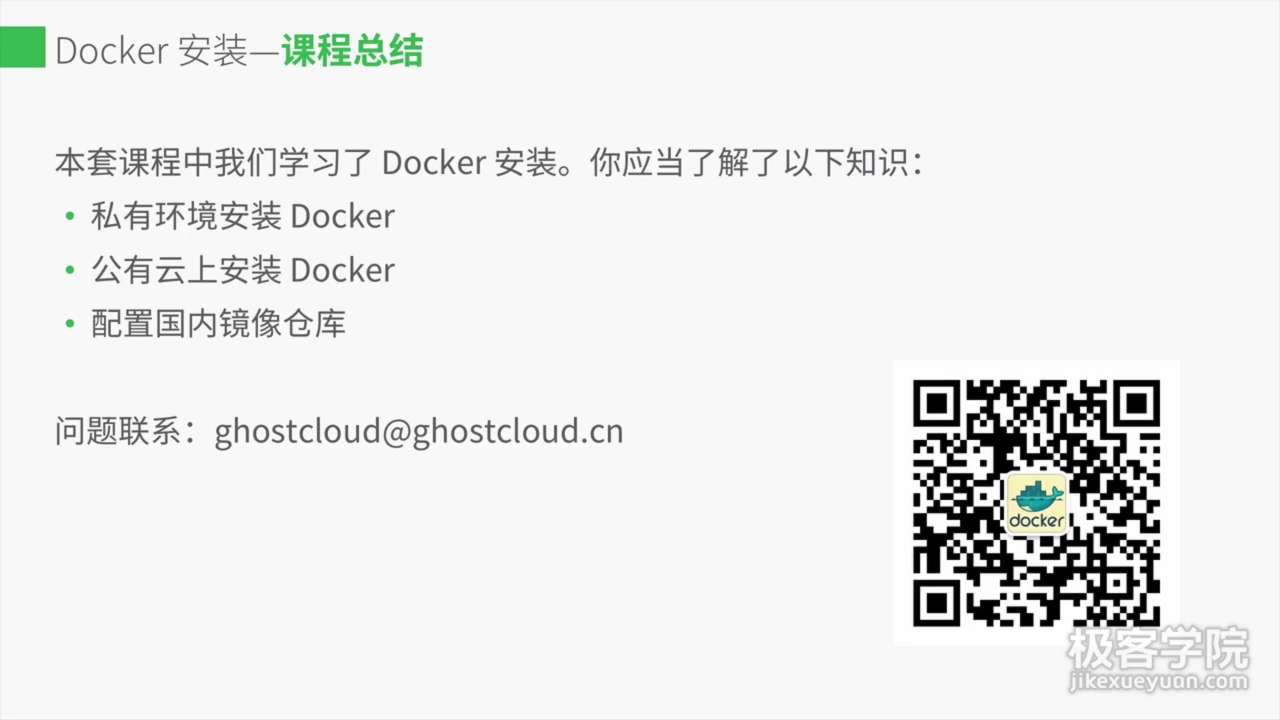 Docker 安装—课程总结
本套课程中我们学习了 Docker 安装。你应当了解了以下知识：
• 私有环境安装 Docker
• 公有云上安装 Docker
• 配置国内镜像仓库
问题联系：ghostcloud@ghostcloud.cn
docker
极客学院
jikexueyuan.com